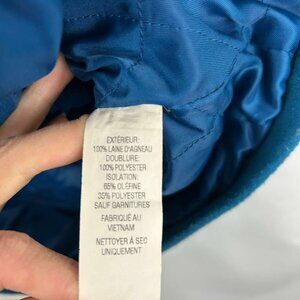 EXTÉRIEUR:
100% LAINE D'AGNEAU
DOUBLURE:
100% POLYESTER
ISOLATION:
65% OLÉFINE
35% POLYESTER
SAUF GARNITURES
FABRIQUÉ AU
VIETNAM
NETTOYER À SEC
UNIQUEMENT